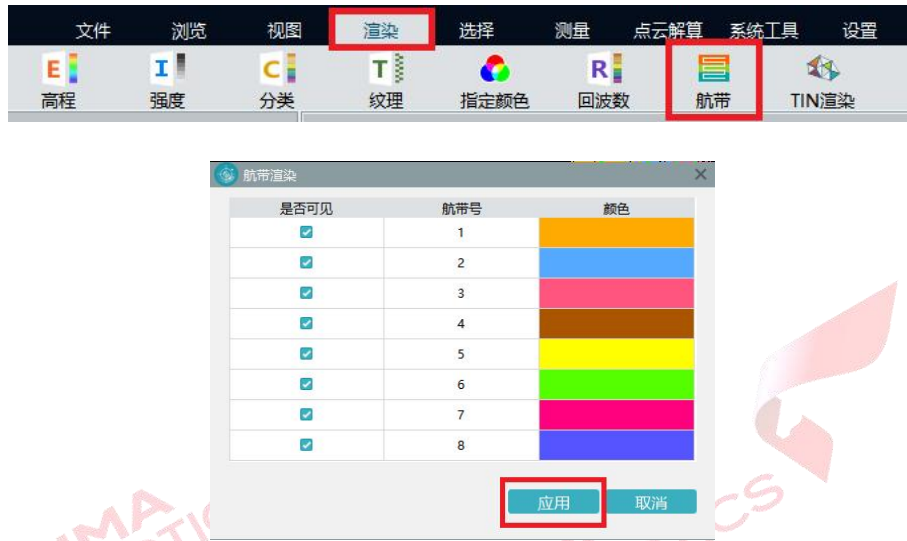 文件 浏览 视图 渲染 选择 测量 点云解算 系统工具 设置
E I C T R
高程 强度 分类 纹理 指定颜色 回波数 航带 TIN渲染
航带渲染
是否可见 航带号 颜色
1
2
3
4
5
6
7
8
应用 取消